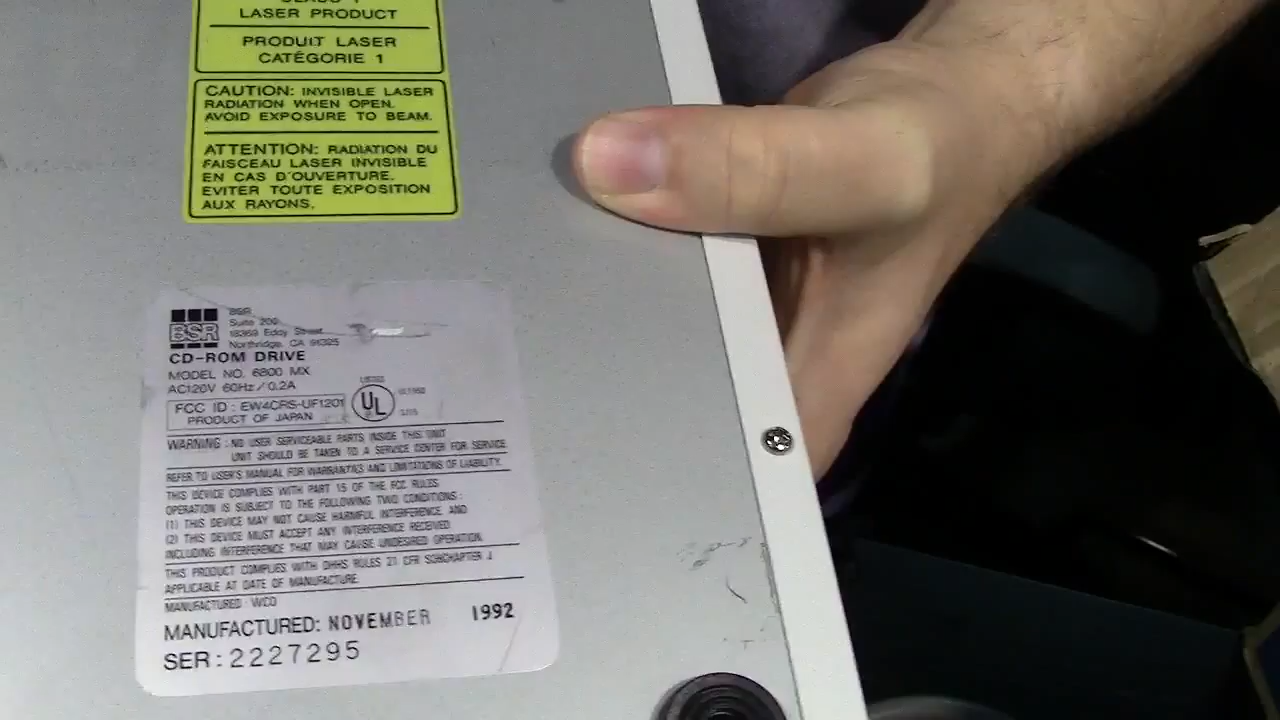 LASER PRODUCT
PRODUIT LASER
CATÉGORIE 1
CAUTION: INVISIBLE LASER
RADIATION WHEN OPEN.
AVOID EXPOSURE TO BEAM.
ATTENTION: RADIATION DU
FAISCEAU LASER INVISIBLE
EN CAS D'OUVERTURE.
EVITER TOUTE EXPOSITION
AUX RAYONS.
BSR
BSR
Suite 200
Street
Northridge, CA 91325
CD-ROM DRIVE
MODEL NO. 6800 MX
AC120V 60Hz/0.2A
LISTED
UL
FCC ID : EW4CRS-UF1201
PRODUCT OF JAPAN
WARNING : NO USER SERVICEABLE PARTS INSIDE THIS UNIT
UNIT SHOULD BE TAKEN TO A SERVICE CENTER FOR SERVICE
REFER TO USER'S MANUAL FOR WARRANTIES AND LIMITATIONS OF LIABILITY.
THIS DEVICE COMPLIES WITH PART 15 OF THE FCC RULES
OPERATION IS SUBJECT TO THE FOLLOWING TWO CONDITIONS :
(1) THIS DEVICE MAY NOT CAUSE HARMFUL INTERFERENCE, AND
(2) THIS DEVICE MUST ACCEPT ANY INTERFERENCE RECEIVED
INCLUDING INTERFERENCE THAT MAY CAUSE UNDESIRED OPERATION.
THIS PRODUCT COMPLIES WITH DHHS RULES 21 CFR SUBCHAPTER J
APPLICABLE AT DATE OF MANUFACTURE.
MANUFACTURED :
MANUFACTURED: NOVEMBER 1992
SER : 2227295